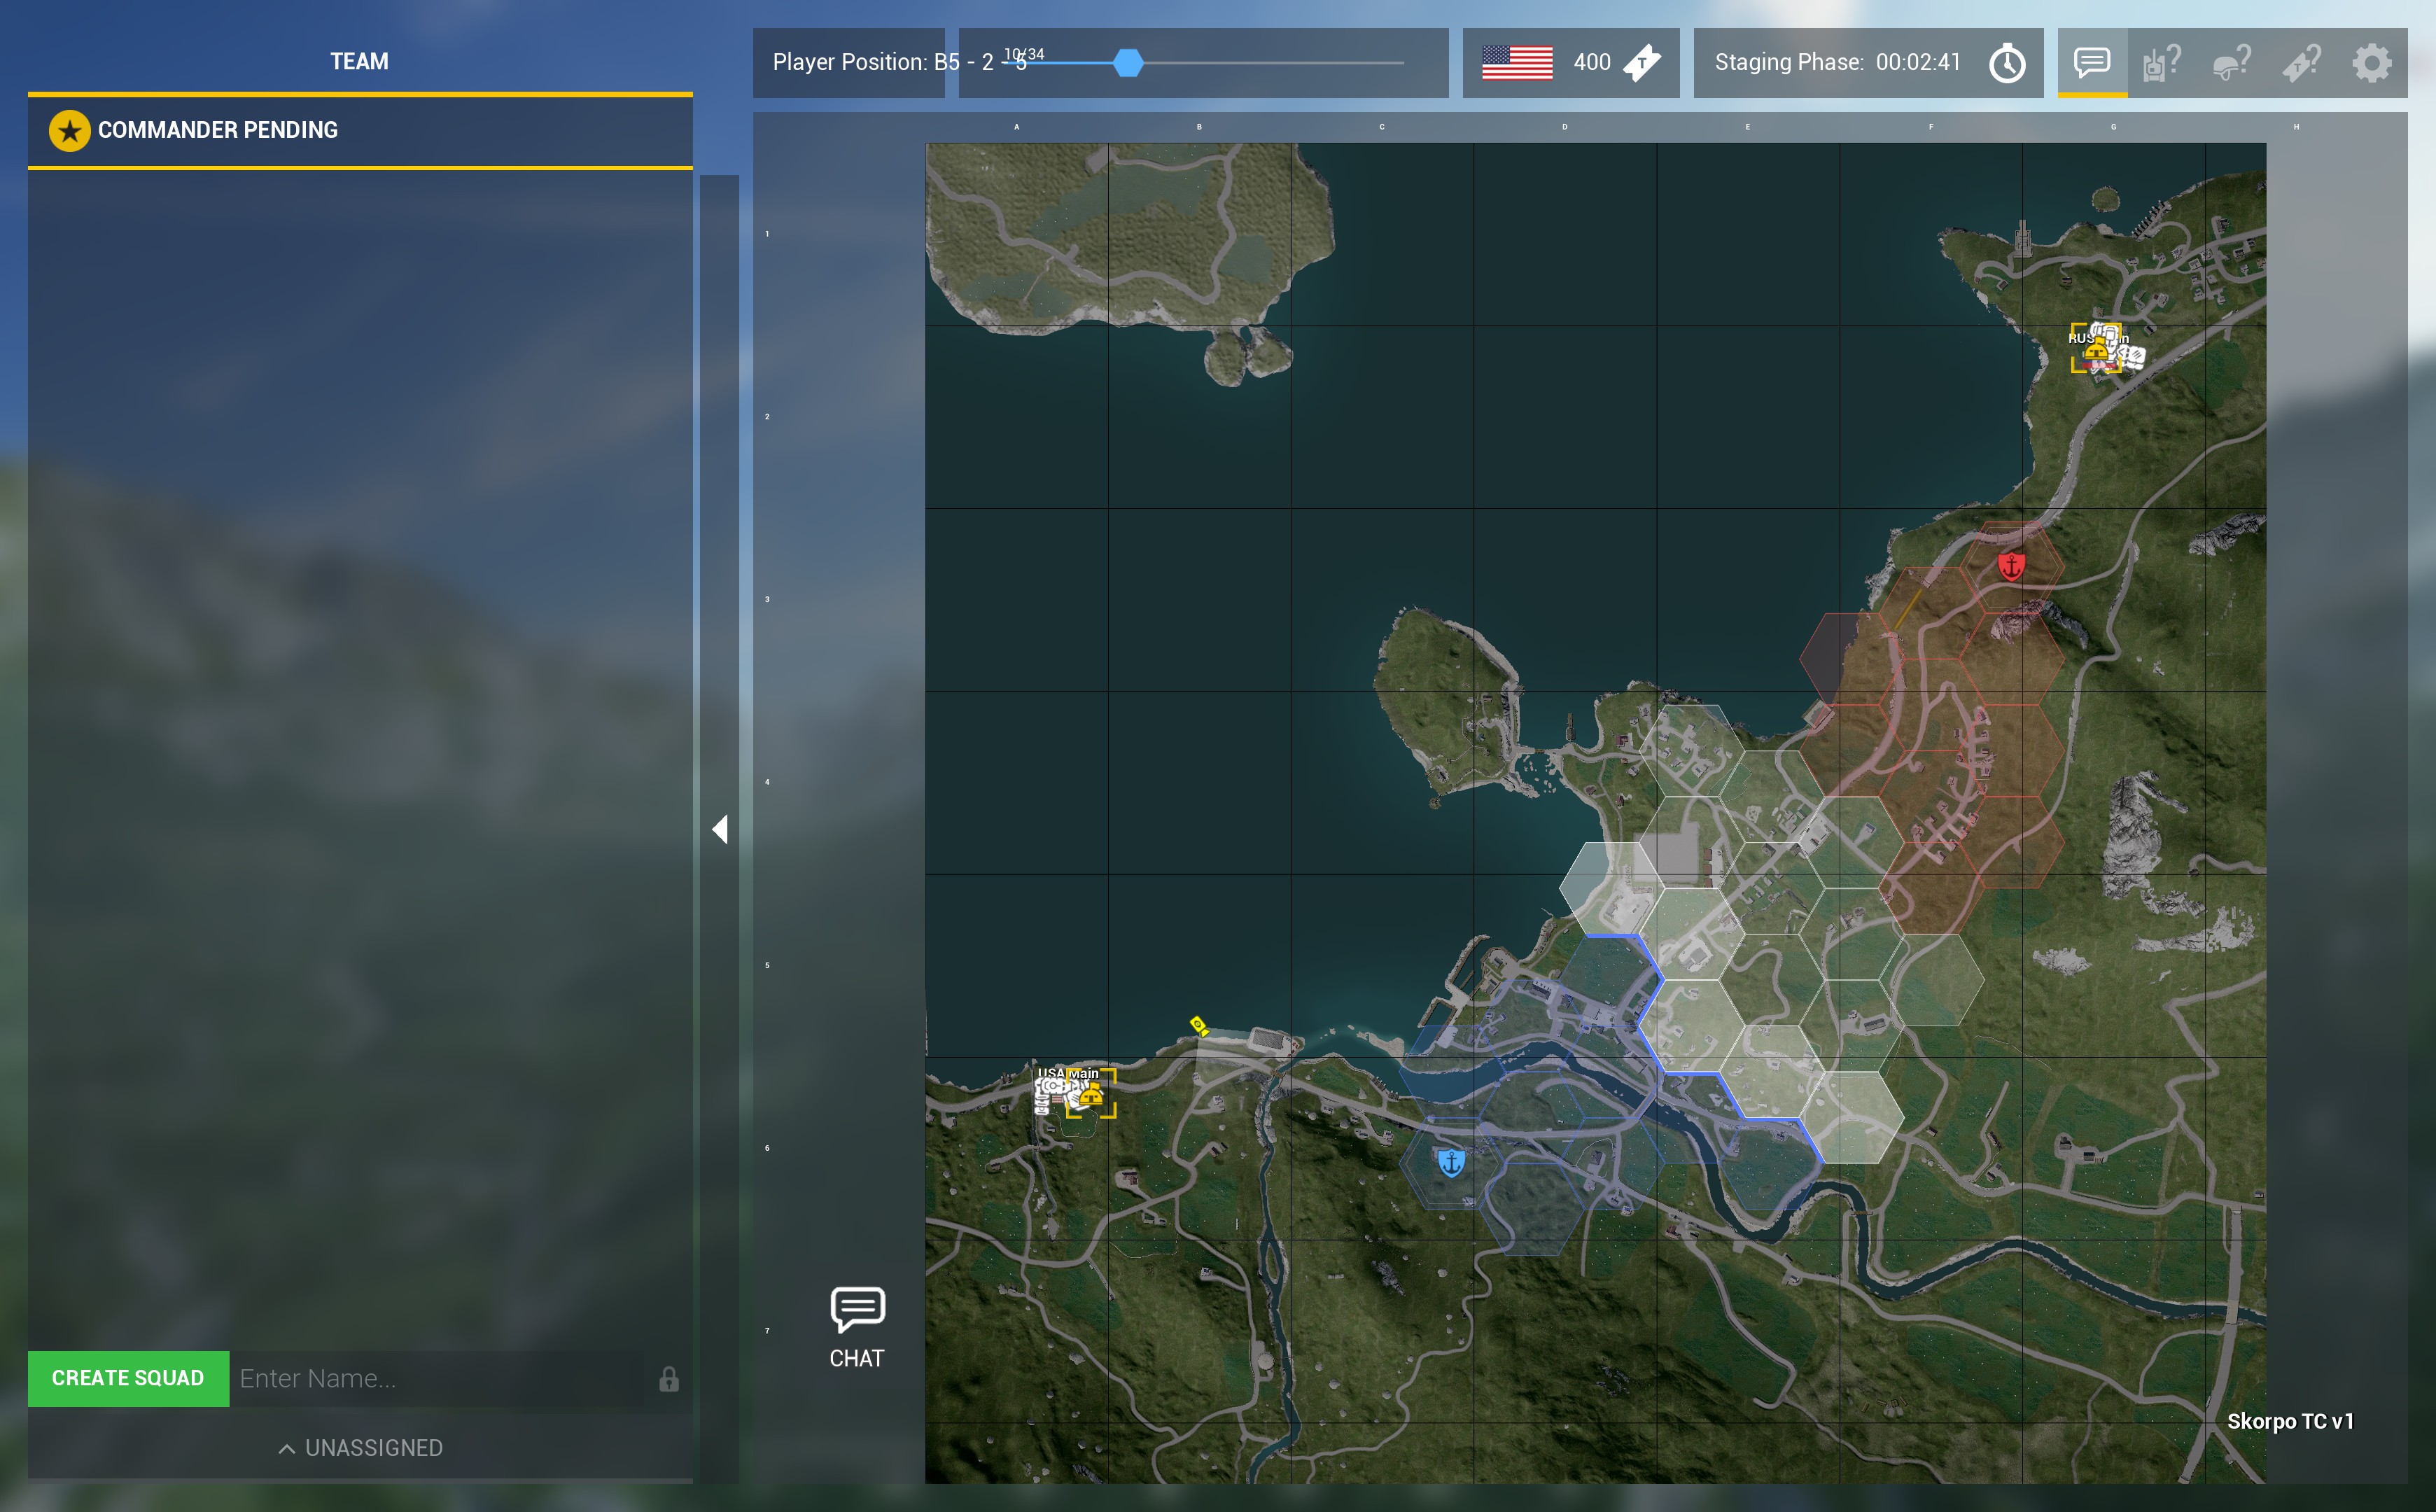 TEAM
COMMANDER PENDING
Player Position: B5 - 2 - 5
10/34
400
T
Staging Phase: 00:02:41
?
?
T?
A
B
C
D
E
F
G
H
1
2
3
4
5
6
7
USA Main
CHAT
CREATE SQUAD
Enter Name...
UNASSIGNED
Skorpo TC v1